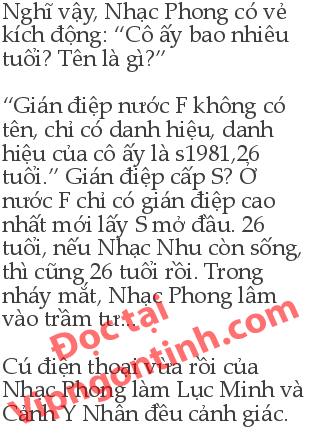 Nghĩ vậy, Nhạc Phong có vẻ
kích động: “Cô ấy bao nhiêu
tuổi? Tên là gì?”
“Gián điệp nước F không có
tên, chỉ có danh hiệu, danh
hiệu của cô ấy là s1981,26
tuổi.” Gián điệp cấp S? Ở
nước F chỉ có gián điệp cao
nhất mới lấy S mở đầu. 26
tuổi, nếu Nhạc Nhu còn sống,
thì cũng 26 tuổi rồi. Trong
nháy mắt, Nhạc Phong lâm
vào trầm tư...
Đọc tại
Vipngontinh.com
Cú điện thoại vừa rồi của
Nhạc Phong làm Lục Minh và
Cảnh Y Nhân đều cảnh giác.